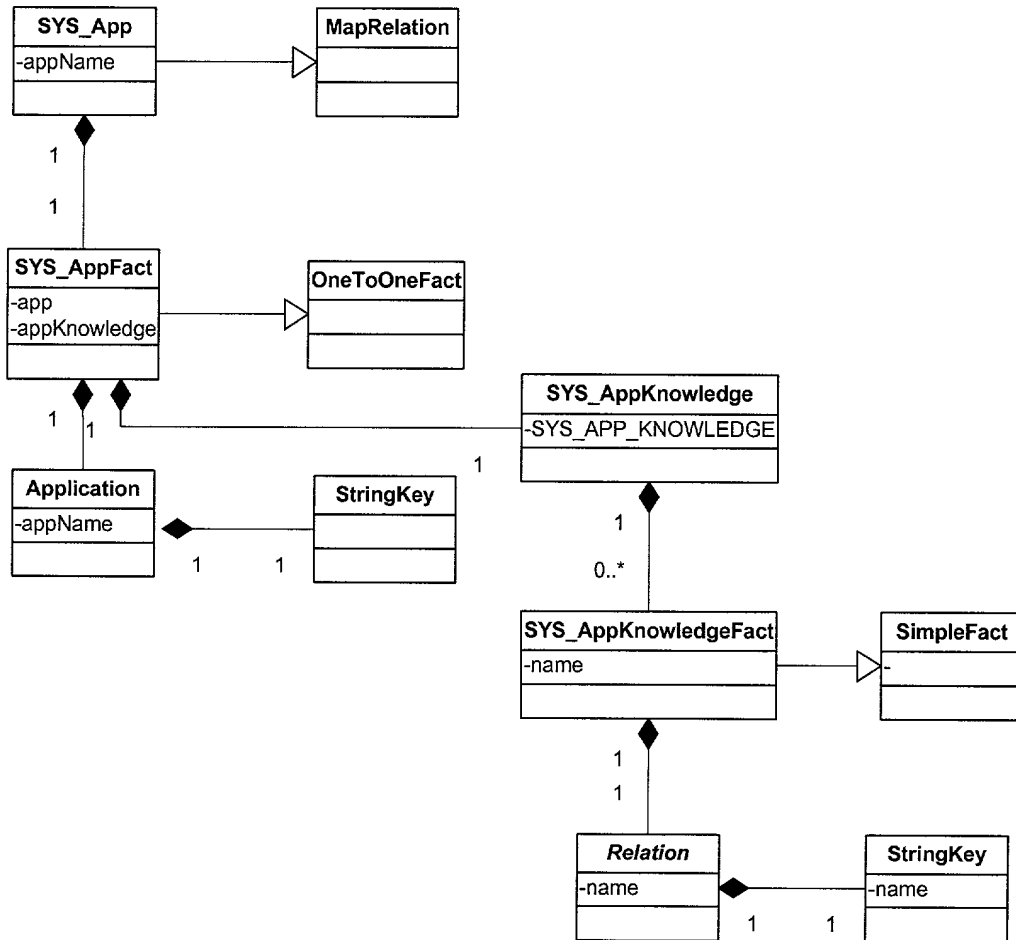 SYS_App
-appName
MapRelation
1
1
SYS_AppFact
-app
-appKnowledge
OneToOneFact
1
1
SYS_AppKnowledge
-SYS_APP_KNOWLEDGE
1
Application
-appName
StringKey
1
1
1
0..*
SYS_AppKnowledgeFact
-name
SimpleFact
-
1
1
Relation
-name
StringKey
-name
1
1